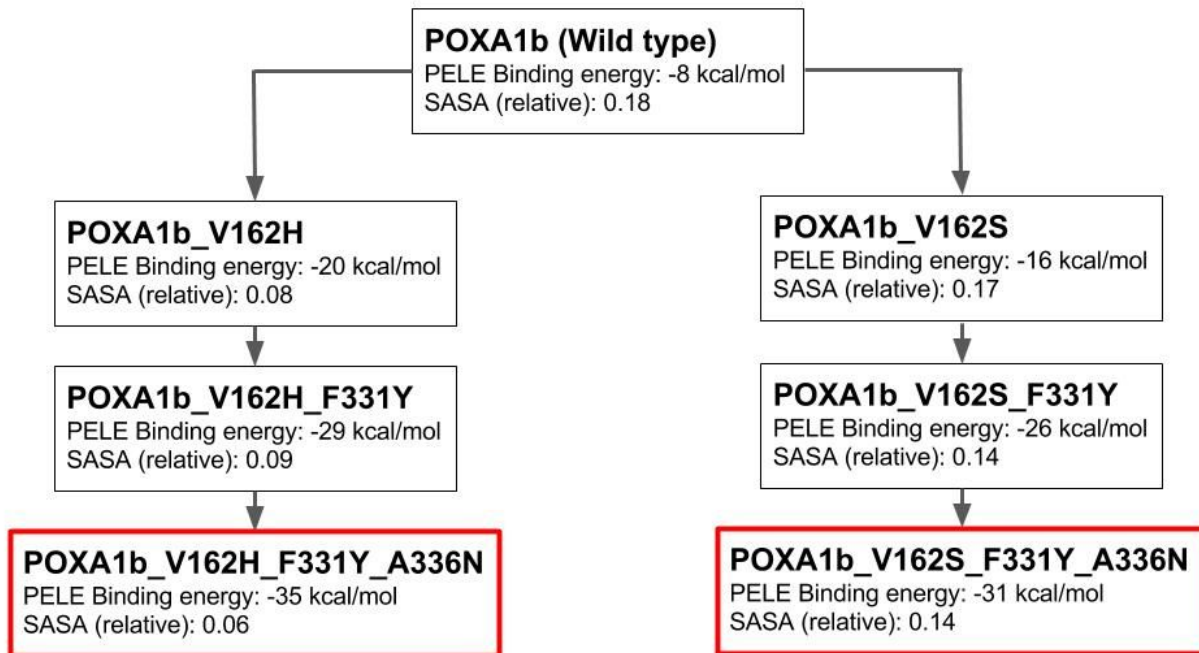 POXA1b (Wild type)
PELE Binding energy: -8 kcal/mol
SASA (relative): 0.18
POXA1b_V162H
PELE Binding energy: -20 kcal/mol
SASA (relative): 0.08
POXA1b_V162S
PELE Binding energy: -16 kcal/mol
SASA (relative): 0.17
POXA1b_V162H_F331Y
PELE Binding energy: -29 kcal/mol
SASA (relative): 0.09
POXA1b_V162S_F331Y
PELE Binding energy: -26 kcal/mol
SASA (relative): 0.14
POXA1b_V162H_F331Y_A336N
PELE Binding energy: -35 kcal/mol
SASA (relative): 0.06
POXA1b_V162S_F331Y_A336N
PELE Binding energy: -31 kcal/mol
SASA (relative): 0.14